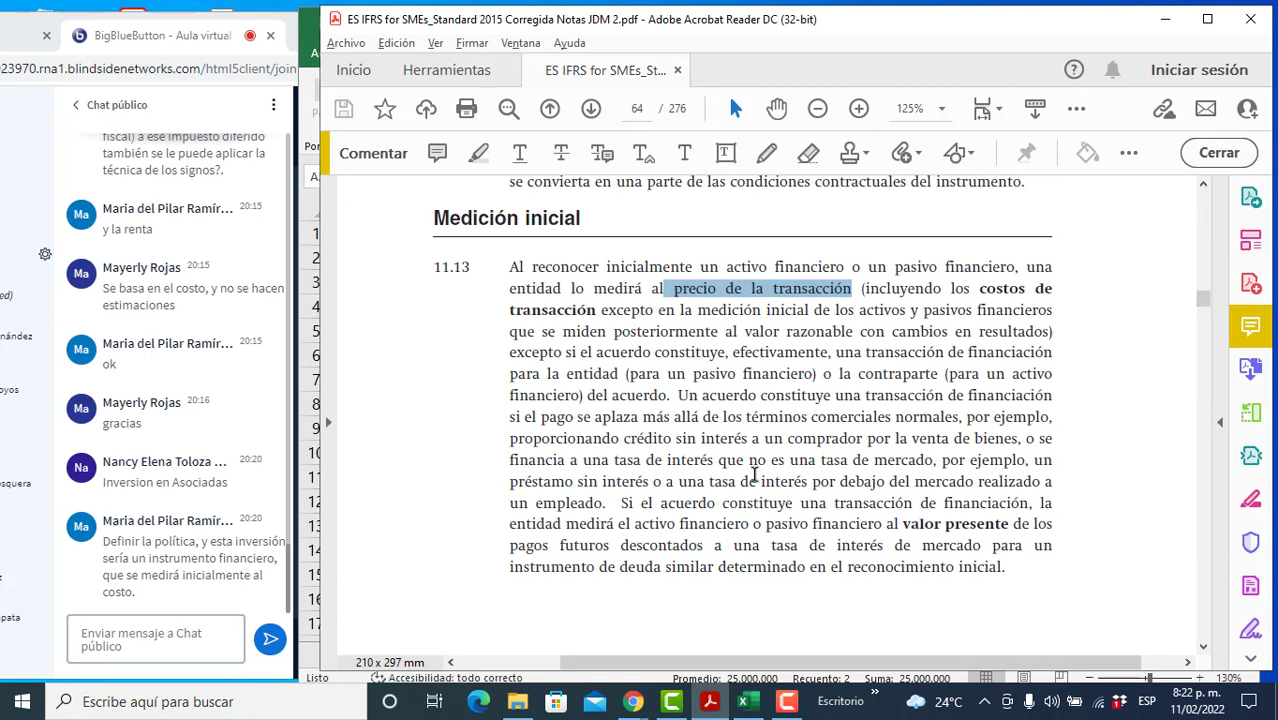 ES IFRS for SMEs_Standard 2015 Corregida Notas JDM 2.pdf - Adobe Acrobat Reader DC (32-bit)
BigBlueButton - Aula virtual
Archivo Edición Ver Firmar Ventana Ayuda
23970.rna1.blindsidenetworks.com/html5client/join
Inicio Herramientas ES IFRS for SMEs_St... Iniciar sesión
Chat público
64 / 276 125%
fiscal) a ese impuesto diferido
también se le puede aplicar la
técnica de los signos?.
Comentar Cerrar
Maria del Pilar Ramír... 20:15
y la renta
Mayerly Rojas 20:15
Se basa en el costo, y no se hacen
estimaciones
Maria del Pilar Ramír... 20:15
ok
Mayerly Rojas 20:16
gracias
Nancy Elena Toloza ... 20:20
Inversion en Asociadas
Maria del Pilar Ramír... 20:20
Definir la política, y esta inversión
sería un instrumento financiero,
que se medirá inicialmente al
costo.
Enviar mensaje a Chat
público
1
2
3
4
5
6
7
8
9
10
11
12
13
14
15
16
17
se convierta en una parte de las condiciones contractuales del instrumento.
Medición inicial
11.13 Al reconocer inicialmente un activo financiero o un pasivo financiero, una
entidad lo medirá al precio de la transacción (incluyendo los costos de
transacción excepto en la medición inicial de los activos y pasivos financieros
que se miden posteriormente al valor razonable con cambios en resultados)
excepto si el acuerdo constituye, efectivamente, una transacción de financiación
para la entidad (para un pasivo financiero) o la contraparte (para un activo
financiero) del acuerdo. Un acuerdo constituye una transacción de financiación
si el pago se aplaza más allá de los términos comerciales normales, por ejemplo,
proporcionando crédito sin interés a un comprador por la venta de bienes, o se
financia a una tasa de interés que no es una tasa de mercado, por ejemplo, un
préstamo sin interés o a una tasa de interés por debajo del mercado realizado a
un empleado. Si el acuerdo constituye una transacción de financiación, la
entidad medirá el activo financiero o pasivo financiero al valor presente de los
pagos futuros descontados a una tasa de interés de mercado para un
instrumento de deuda similar determinado en el reconocimiento inicial.
210 x 297 mm
Listo Accesibilidad: todo correcto Promedio: 25.000.000 Recuento: 2 Suma: 25.000.000 130%
Escribe aquí para buscar
Escritorio 24°C ESP 8:22 p. m.
11/02/2022